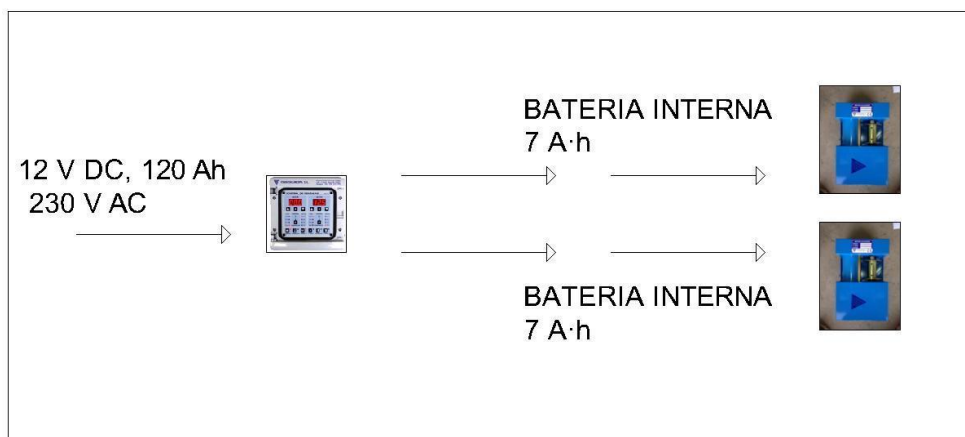 BATERIA INTERNA
7 A·h
12 V DC, 120 Ah
230 V AC
BATERIA INTERNA
7 A·h